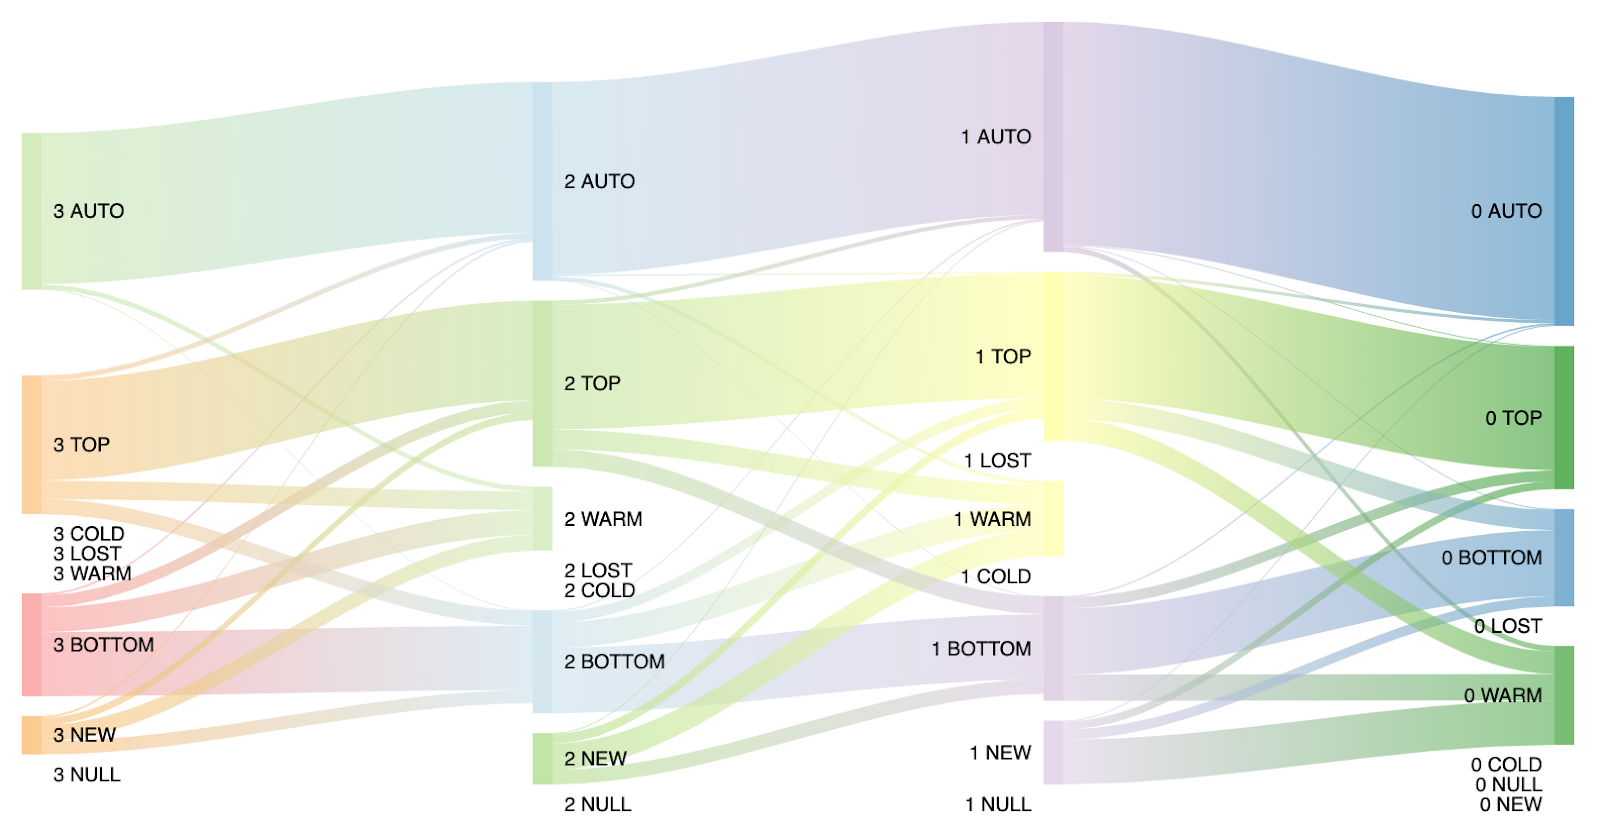 3 AUTO
3 TOP
3 COLD
3 LOST
3 WARM
3 BOTTOM
3 NEW
3 NULL
2 AUTO
2 TOP
2 WARM
2 LOST
2 COLD
2 BOTTOM
2 NEW
2 NULL
1 AUTO
1 TOP
1 LOST
1 WARM
1 COLD
1 BOTTOM
1 NEW
1 NULL
0 AUTO
0 TOP
0 BOTTOM
0 LOST
0 WARM
0 COLD
0 NULL
0 NEW